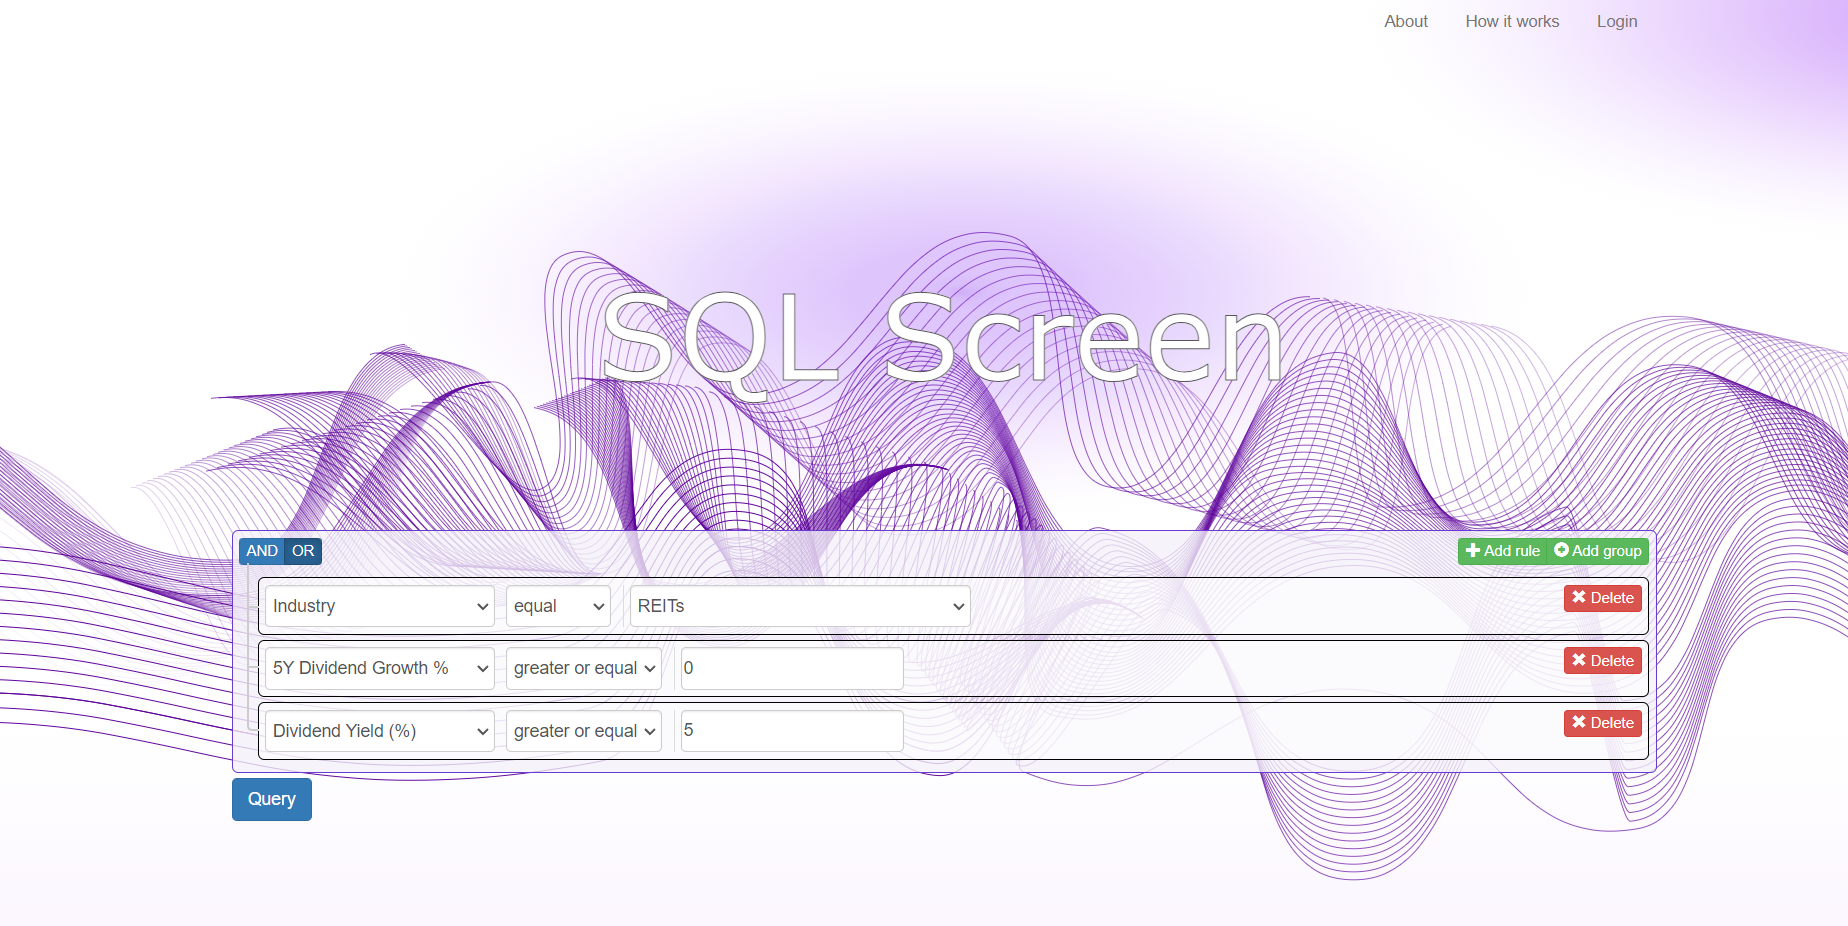 About How it works Login
SQL Screen
AND OR Add rule Add group
Industry equal REITs Delete
5Y Dividend Growth % greater or equal 0 Delete
Dividend Yield (%) greater or equal 5 Delete
Query